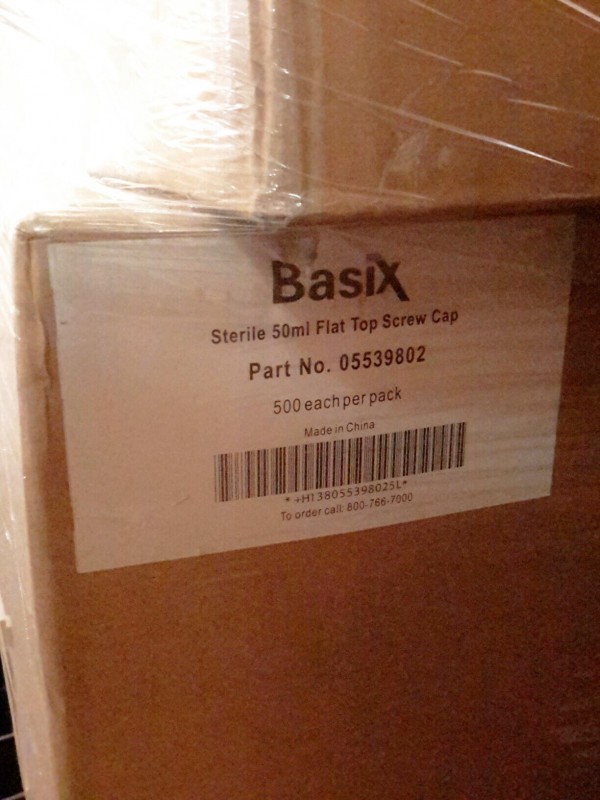 BasiX
Sterile 50ml Flat Top Screw Cap
Part No. 05539802
500 each per pack
Made in China
*+H138055398025L*
To order call: 800-766-7000